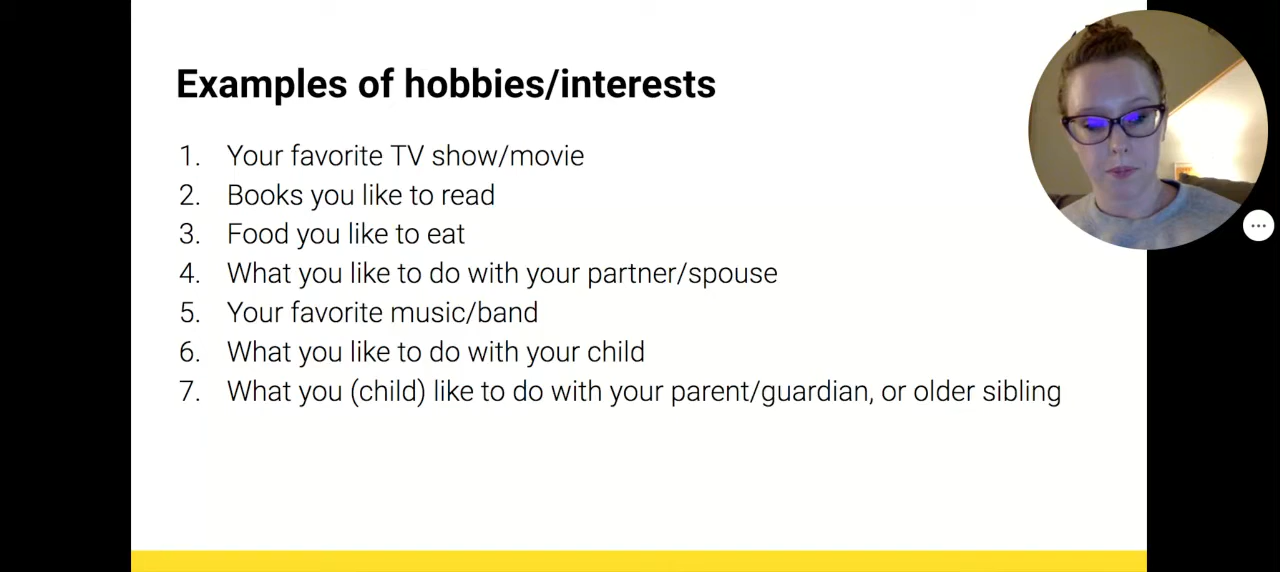 Examples of hobbies/interests
1. Your favorite TV show/movie
2. Books you like to read
3. Food you like to eat
4. What you like to do with your partner/spouse
5. Your favorite music/band
6. What you like to do with your child
7. What you (child) like to do with your parent/guardian, or older sibling